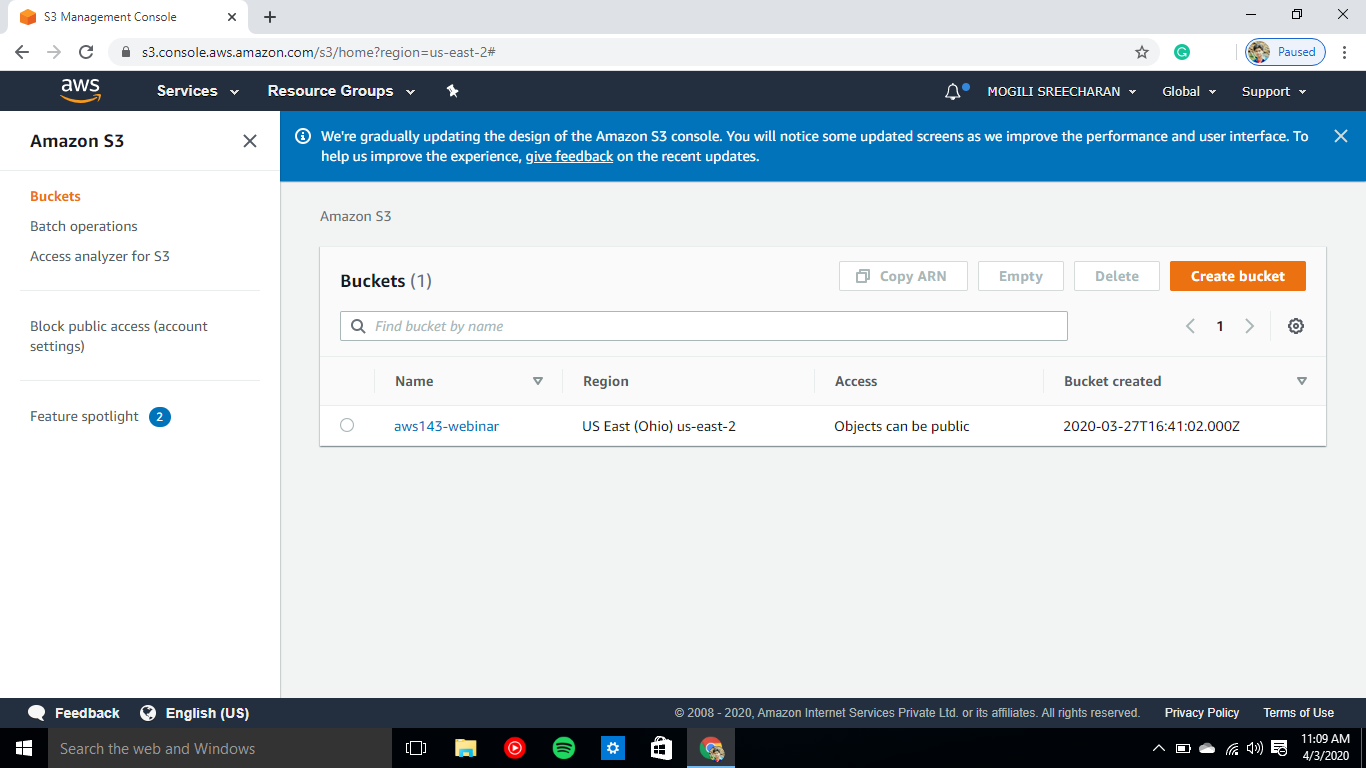 S3 Management Console
s3.console.aws.amazon.com/s3/home?region=us-east-2#
Paused
aws
Services
Resource Groups
MOGILI SREECHARAN
Global
Support
Amazon S3
We're gradually updating the design of the Amazon S3 console. You will notice some updated screens as we improve the performance and user interface. To
help us improve the experience, give feedback on the recent updates.
Buckets
Batch operations
Access analyzer for S3
Block public access (account
settings)
Feature spotlight 2
Amazon S3
Buckets (1)
Copy ARN
Empty
Delete
Create bucket
Find bucket by name
1
Name
Region
Access
Bucket created
aws143-webinar
US East (Ohio) us-east-2
Objects can be public
2020-03-27T16:41:02.000Z
Feedback
English (US)
© 2008 - 2020, Amazon Internet Services Private Ltd. or its affiliates. All rights reserved.
Privacy Policy
Terms of Use
Search the web and Windows
11:09 AM
4/3/2020